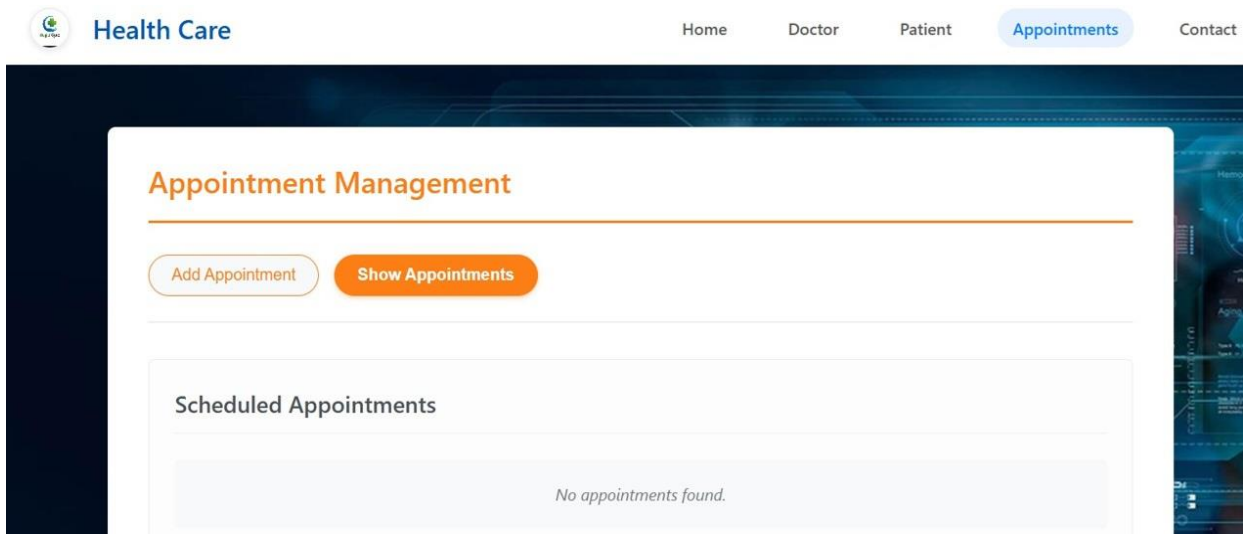 Health Care
Home Doctor Patient Appointments Contact
Appointment Management
Add Appointment Show Appointments
Scheduled Appointments
No appointments found.